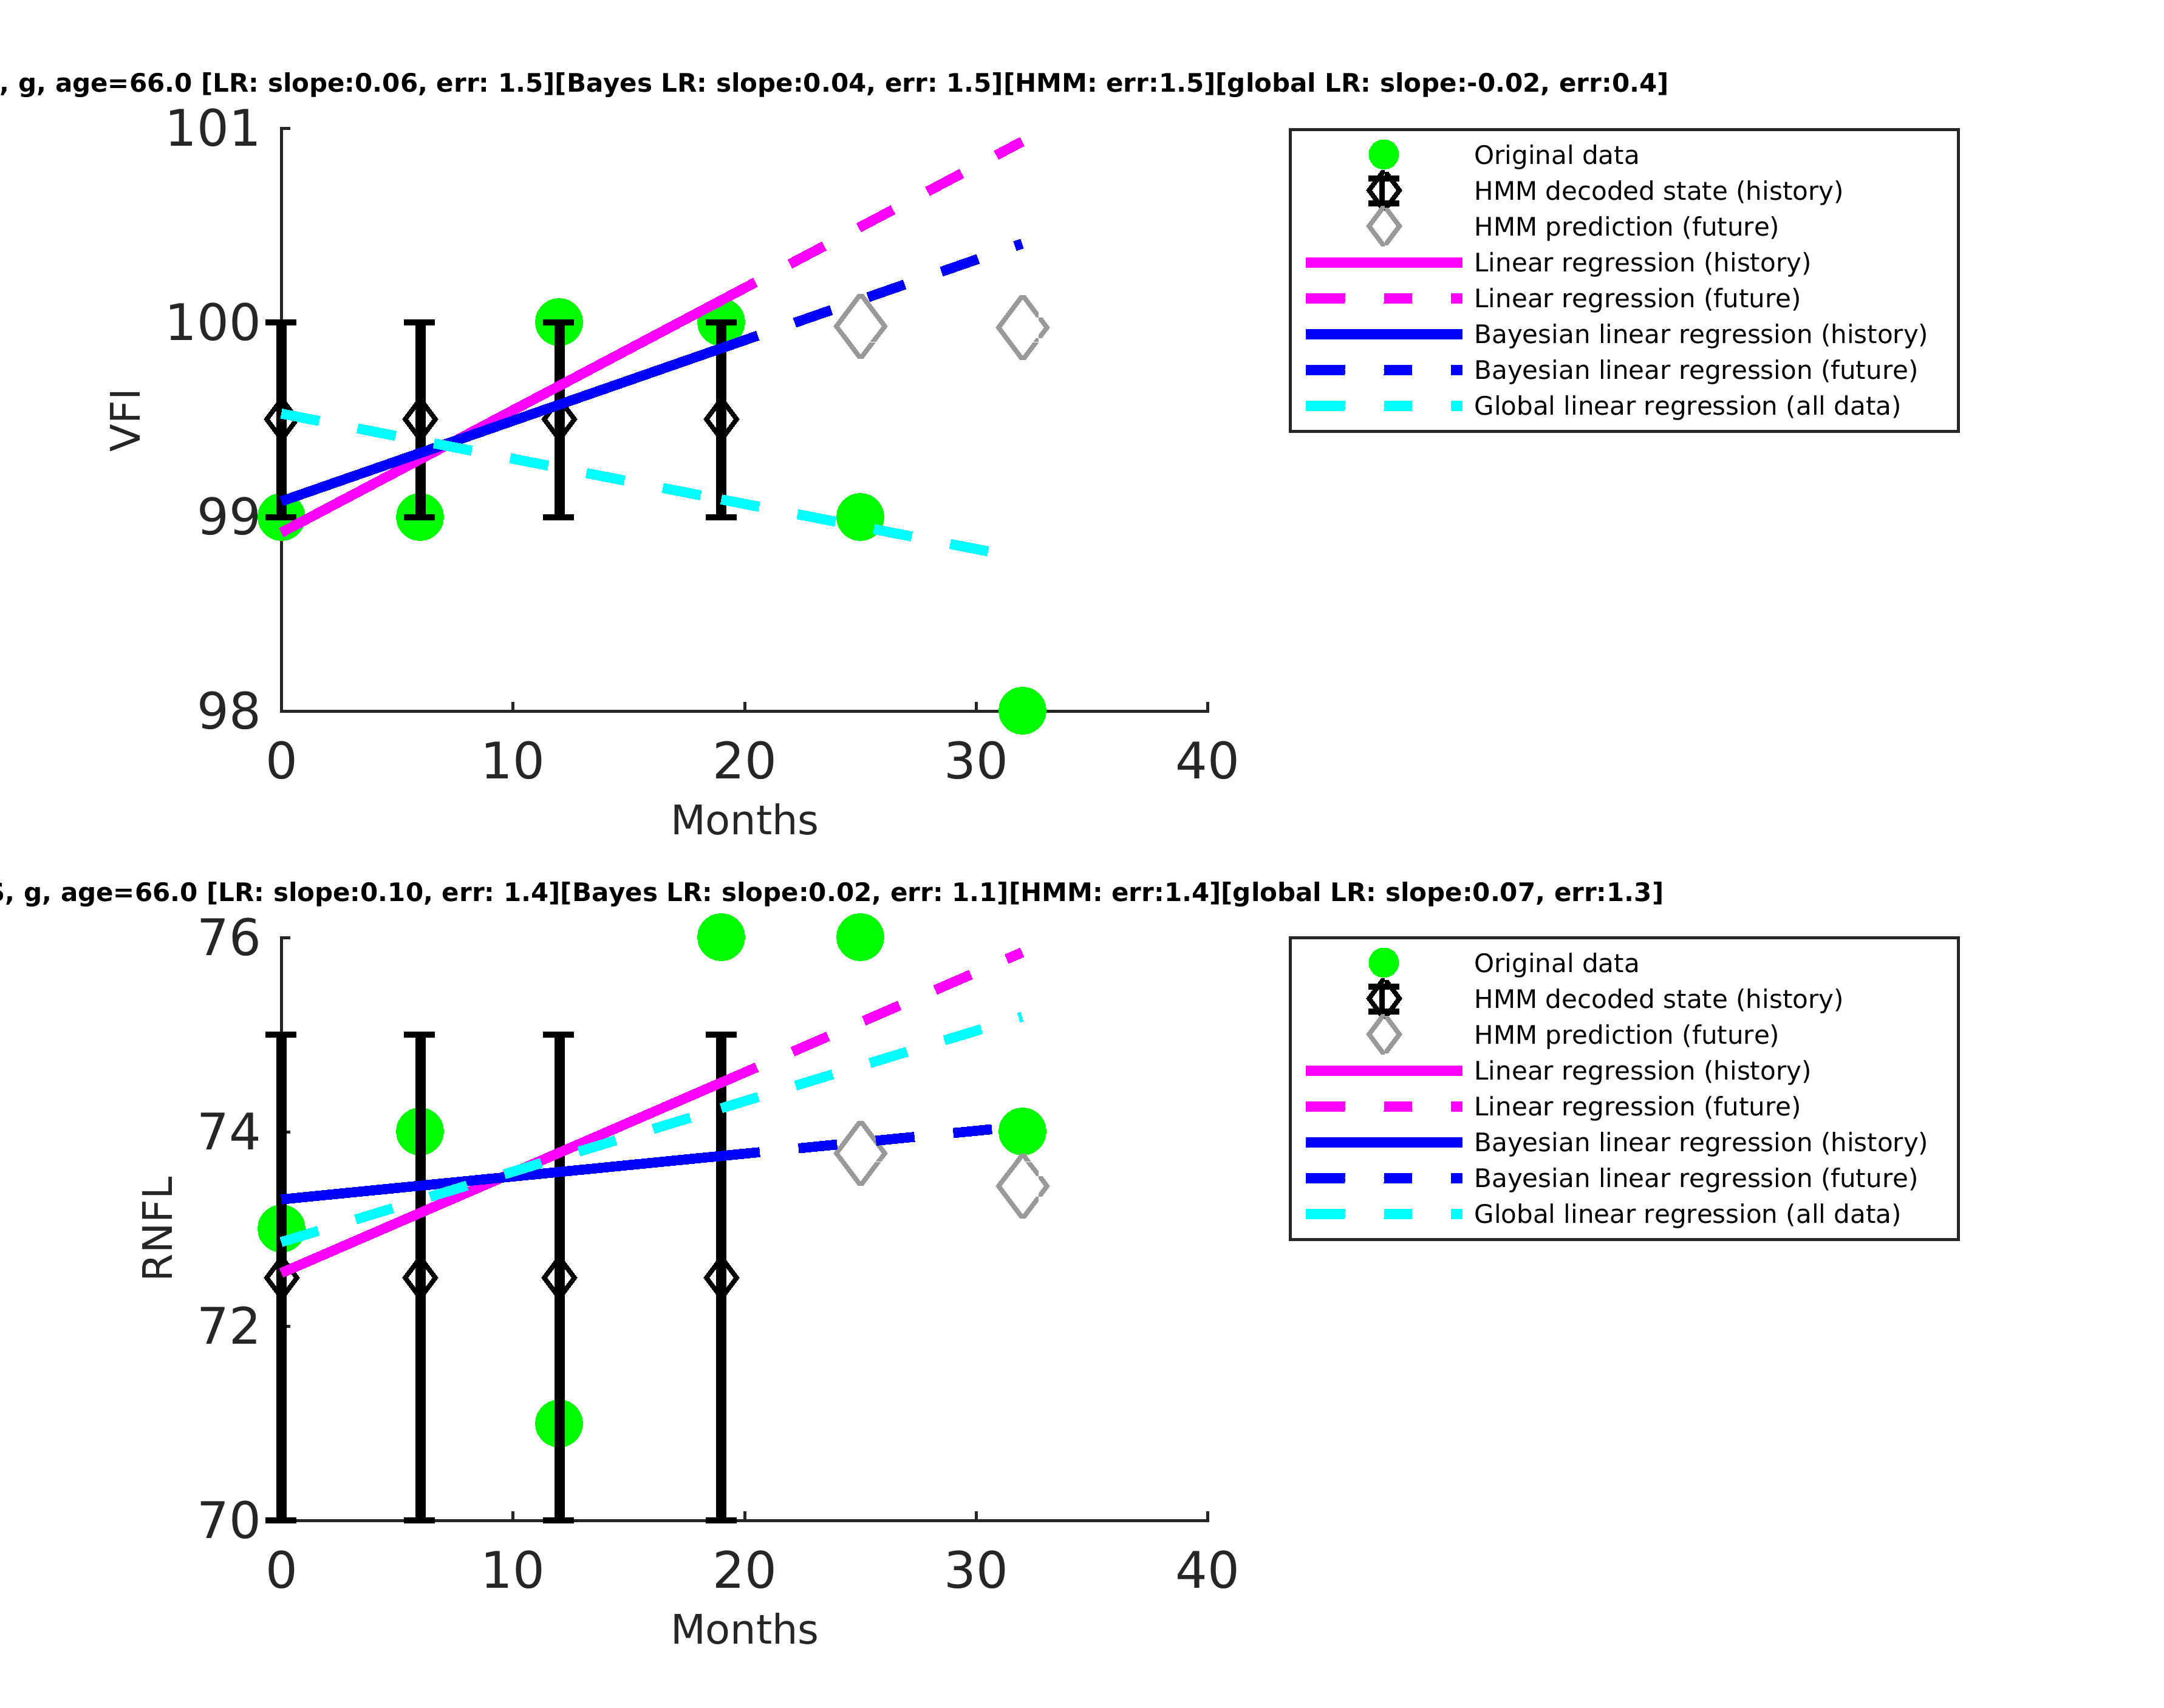 , g, age=66.0 [LR: slope:0.06, err: 1.5][Bayes LR: slope:0.04, err: 1.5][HMM: err:1.5][global LR: slope:-0.02, err:0.4]
101
100
99
98
VFI
0 10 20 30 40
Months
Original data
HMM decoded state (history)
HMM prediction (future)
Linear regression (history)
Linear regression (future)
Bayesian linear regression (history)
Bayesian linear regression (future)
Global linear regression (all data)
, g, age=66.0 [LR: slope:0.10, err: 1.4][Bayes LR: slope:0.02, err: 1.1][HMM: err:1.4][global LR: slope:0.07, err:1.3]
76
74
72
70
RNFL
0 10 20 30 40
Months
Original data
HMM decoded state (history)
HMM prediction (future)
Linear regression (history)
Linear regression (future)
Bayesian linear regression (history)
Bayesian linear regression (future)
Global linear regression (all data)